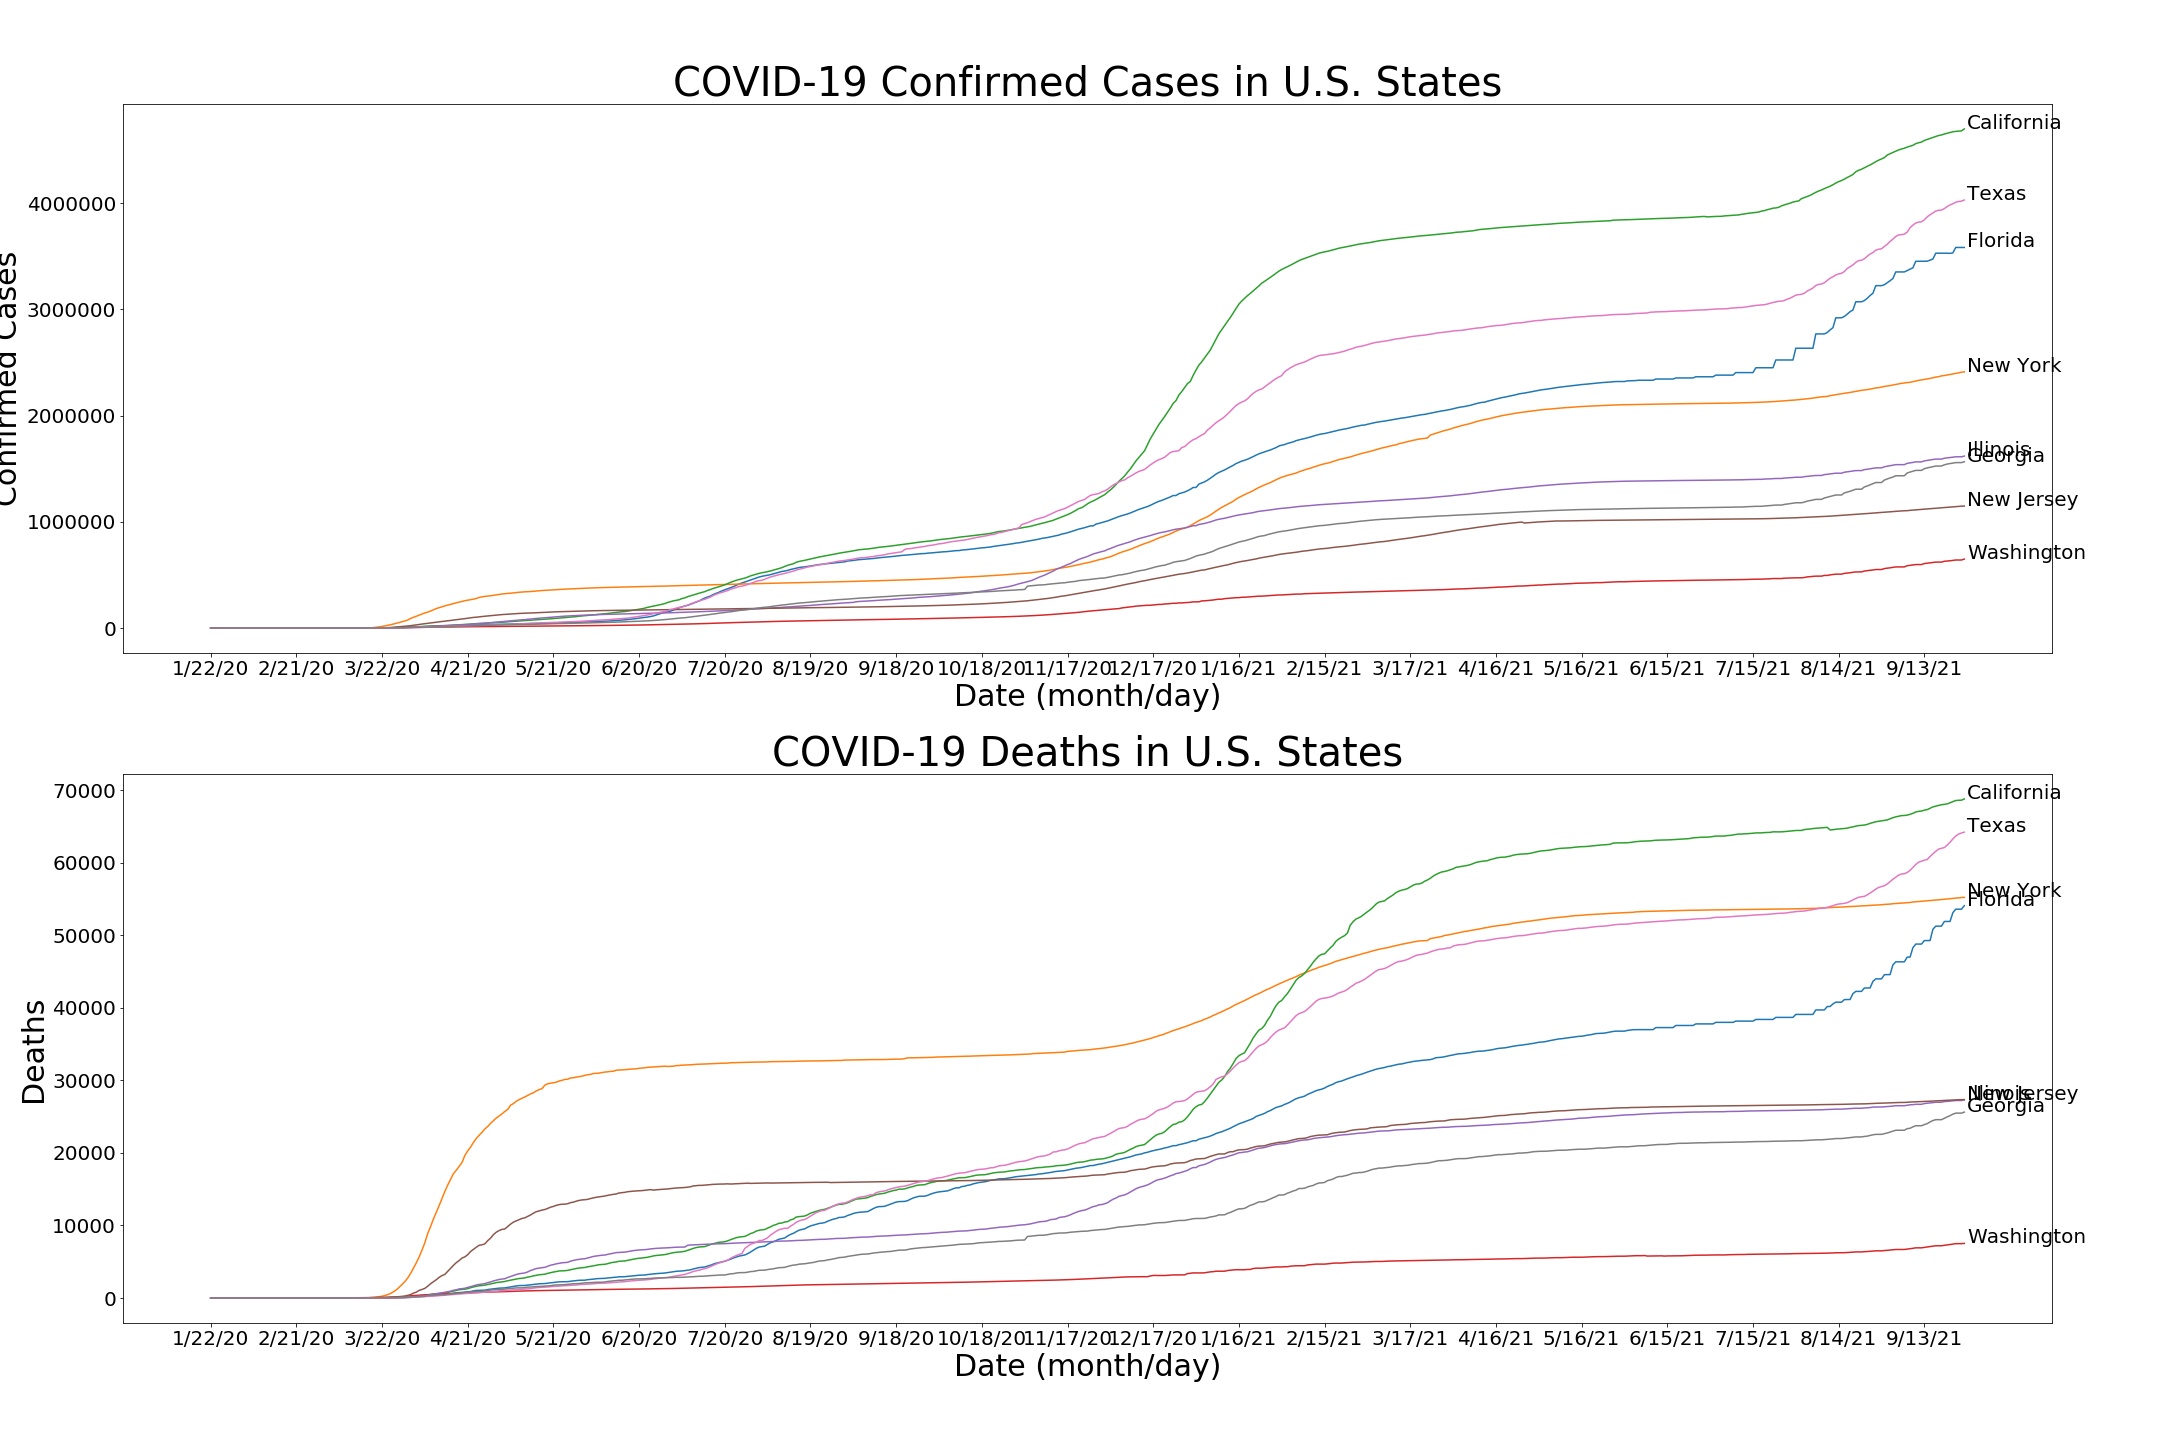 COVID-19 Confirmed Cases in U.S. States
Confirmed Cases
4000000
3000000
2000000
1000000
0
California
Texas
Florida
New York
Illinois
Georgia
New Jersey
Washington
1/22/20 2/21/20 3/22/20 4/21/20 5/21/20 6/20/20 7/20/20 8/19/20 9/18/20 10/18/20 11/17/20 12/17/20 1/16/21 2/15/21 3/17/21 4/16/21 5/16/21 6/15/21 7/15/21 8/14/21 9/13/21
Date (month/day)
COVID-19 Deaths in U.S. States
Deaths
70000
60000
50000
40000
30000
20000
10000
0
California
Texas
New York
Florida
Illinois
New Jersey
Georgia
Washington
1/22/20 2/21/20 3/22/20 4/21/20 5/21/20 6/20/20 7/20/20 8/19/20 9/18/20 10/18/20 11/17/20 12/17/20 1/16/21 2/15/21 3/17/21 4/16/21 5/16/21 6/15/21 7/15/21 8/14/21 9/13/21
Date (month/day)